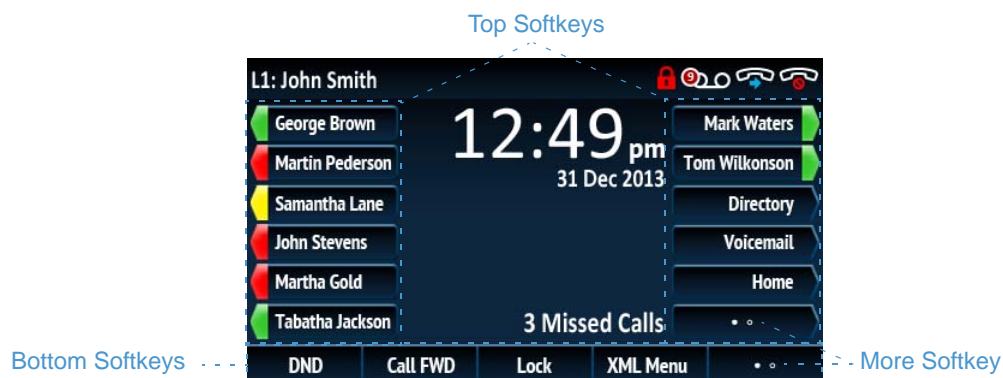 Top Softkeys
L1: John Smith
9
George Brown
Martin Pederson
Samantha Lane
John Stevens
Martha Gold
Tabatha Jackson
12:49 pm
31 Dec 2013
3 Missed Calls
Mark Waters
Tom Wilkonson
Directory
Voicemail
Home
Bottom Softkeys
DND
Call FWD
Lock
XML Menu
More Softkey